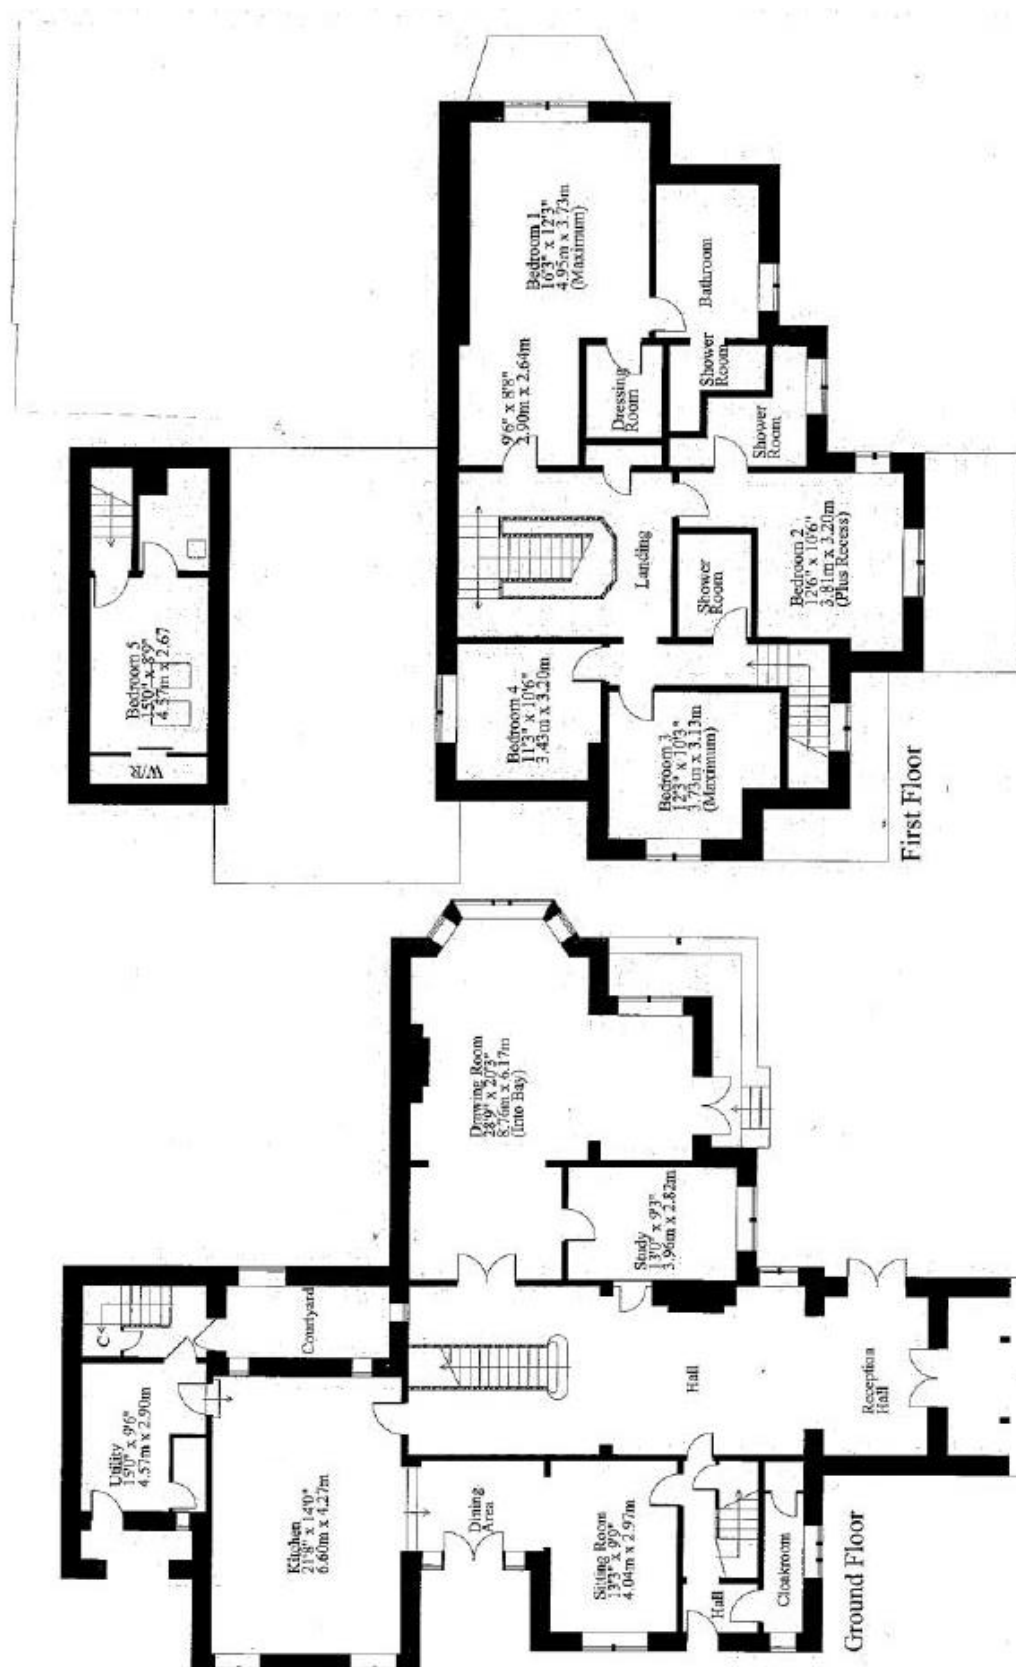 Bedroom 1
16'3" x 12'3"
4.95m x 3.73m
(Maximum)
9'6" x 8'8"
2.90m x 2.64m
Bathroom
Shower
Room
Dressing
Room
Shower
Room
Landing
Shower
Room
Bedroom 2
12'6" x 10'6"
3.81m x 3.20m
(Plus Recess)
Bedroom 5
15'0" x 8'9"
4.57m x 2.67
W/R
Bedroom 4
11'3" x 10'6"
3.43m x 3.20m
Bedroom 3
12'3" x 10'3"
3.73m x 3.13m
(Maximum)
First Floor
Drawing Room
28'9" x 20'3"
8.76m x 6.17m
(Into Bay)
Study
13'0" x 9'3"
3.96m x 2.82m
C
Courtyard
Utility
15'0" x 9'6"
4.57m x 2.90m
Hall
Reception
Hall
Kitchen
21'8" x 14'0"
6.60m x 4.27m
Dining
Area
Sitting Room
13'3" x 9'9"
4.04m x 2.97m
Hall
Cloakroom
Ground Floor